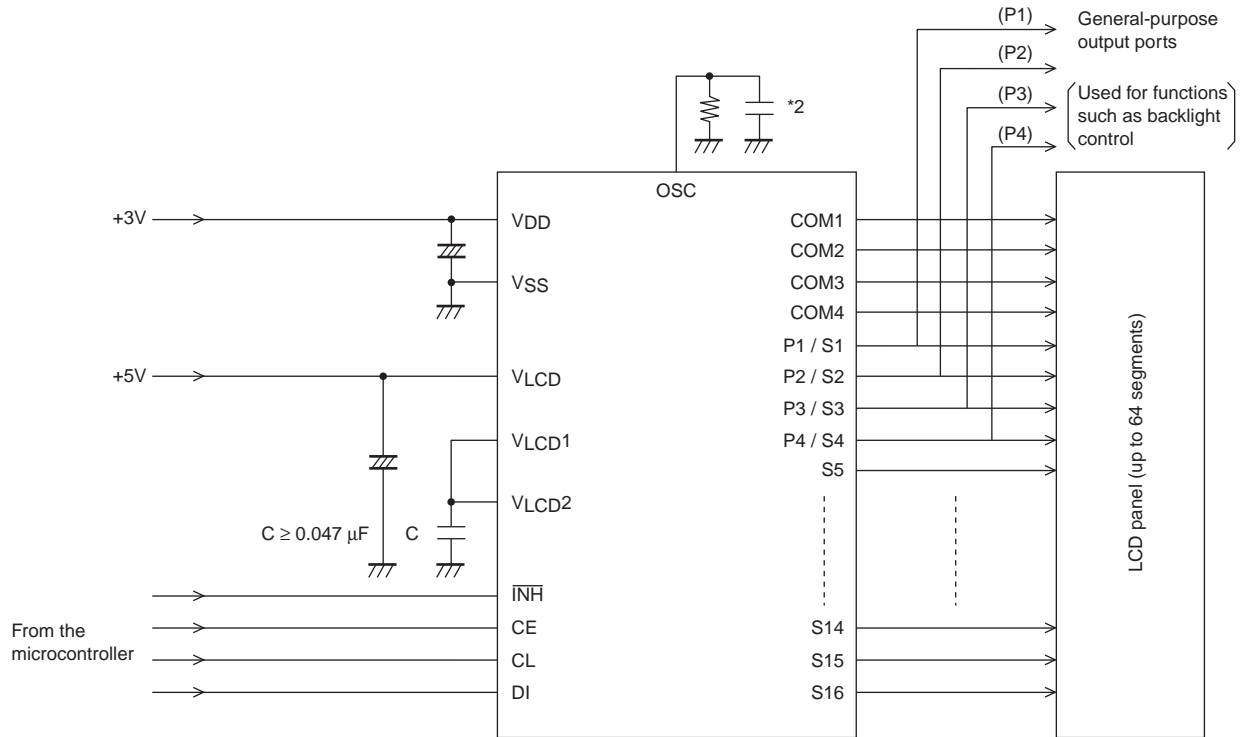 (P1)
General-purpose
output ports
(P2)
(P3)
Used for functions
such as backlight
control
(P4)
*2
OSC
+3V
VDD
VSS
+5V
VLCD
VLCD1
VLCD2
C ≥ 0.047 µF
C
INH
From the
microcontroller
CE
CL
DI
COM1
COM2
COM3
COM4
P1 / S1
P2 / S2
P3 / S3
P4 / S4
S5
S14
S15
S16
LCD panel (up to 64 segments)